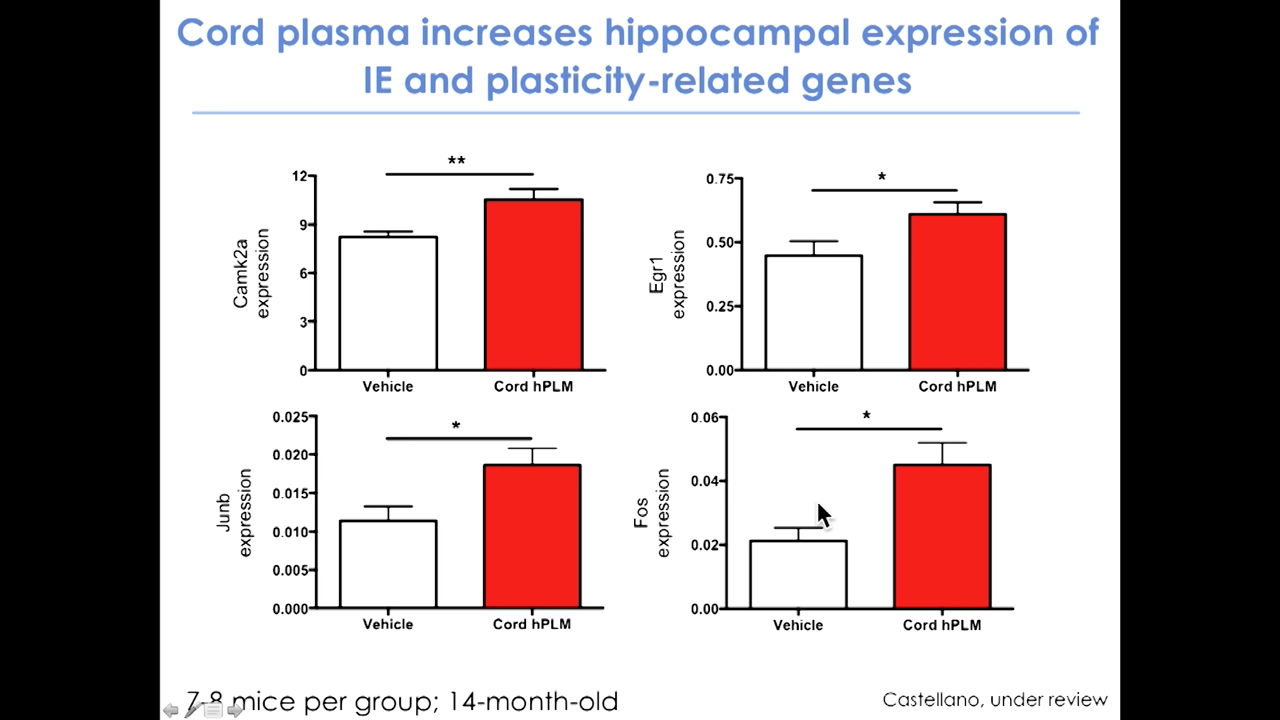 Cord plasma increases hippocampal expression of
IE and plasticity-related genes
**
12
9
6
3
0
Camk2a
expression
Vehicle
Cord hPLM
*
0.75
0.50
0.25
0.00
Egr1
expression
Vehicle
Cord hPLM
*
0.025
0.020
0.015
0.010
0.005
0.000
Junb
expression
Vehicle
Cord hPLM
*
0.06
0.04
0.02
0.00
Fos
expression
Vehicle
Cord hPLM
7-8 mice per group; 14-month-old
Castellano, under review